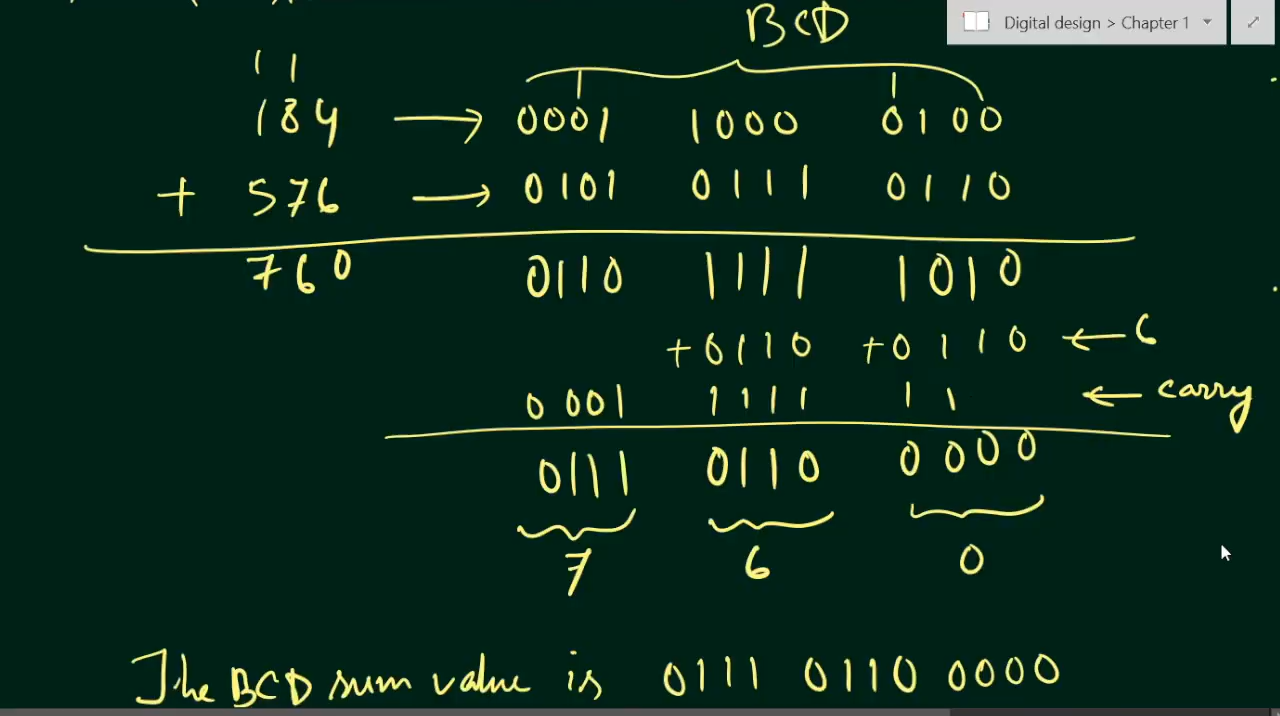 Digital design > Chapter 1
BCD
1 1 1 1
184 → 0001 1000 0100
+ 576 → 0101 0111 0110
760 0110 1111 1010
+0110 +0110 ← 6
0001 1111 11 ← carry
0111 0110 0000
7 6 0
The BCD sum value is 0111 0110 0000